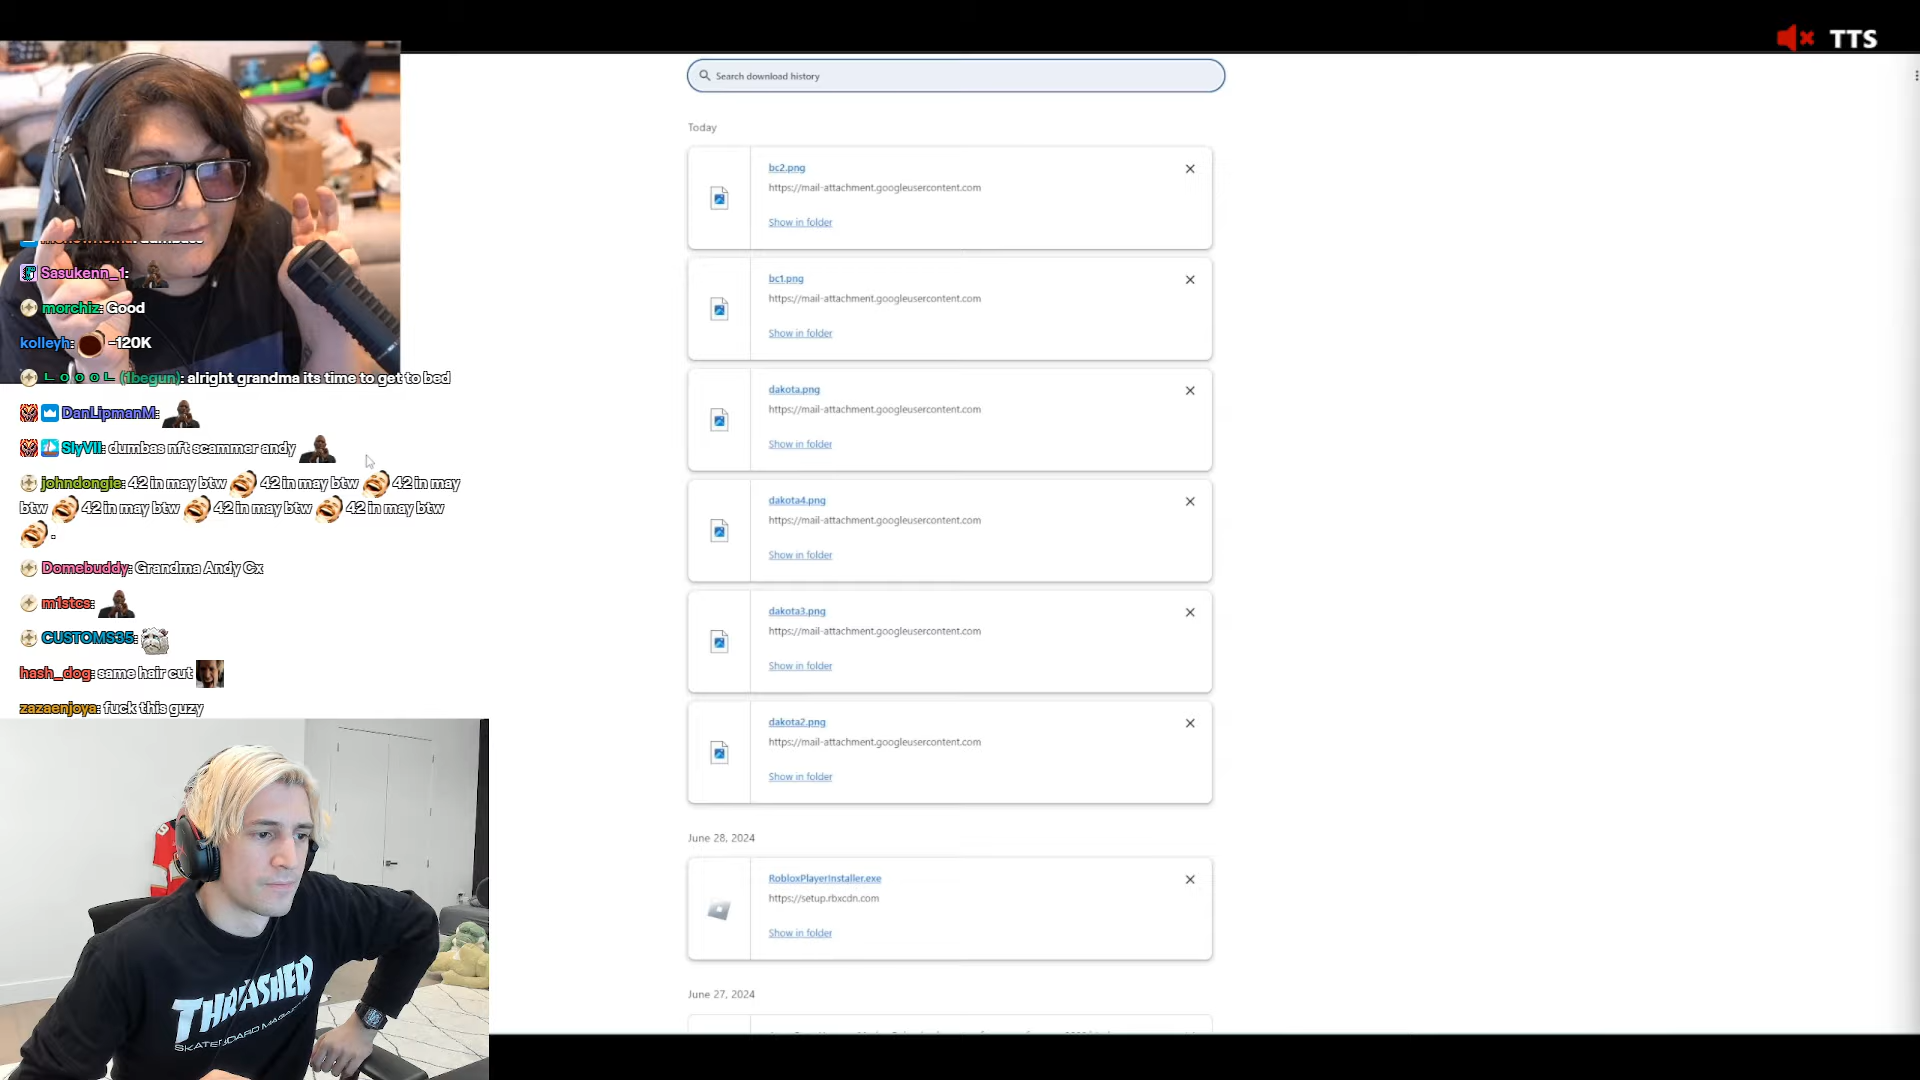 TTS
Search download history
Today
bc2.png
https://mail-attachment.googleusercontent.com
Show in folder
bc1.png
https://mail-attachment.googleusercontent.com
Show in folder
dakota.png
https://mail-attachment.googleusercontent.com
Show in folder
dakota4.png
https://mail-attachment.googleusercontent.com
Show in folder
dakota3.png
https://mail-attachment.googleusercontent.com
Show in folder
dakota2.png
https://mail-attachment.googleusercontent.com
Show in folder
June 28, 2024
RobloxPlayerInstaller.exe
https://setup.rbxcdn.com
Show in folder
June 27, 2024
Sasukenn_1:
morchiz: Good
kolleyh: -120K
(1begun): alright grandma its time to get to bed
DanLipmanM:
SlyVII: dumbas nft scammer andy
johndongie: 42 in may btw 42 in may btw 42 in may
btw 42 in may btw 42 in may btw 42 in may btw
.
Domebuddy: Grandma Andy Cx
m1stcs:
CUSTOMS35:
hash_dog: same hair cut
zazaenjoya: fuck this guzy
THRASHER
SKATEBOARD MAGAZINE